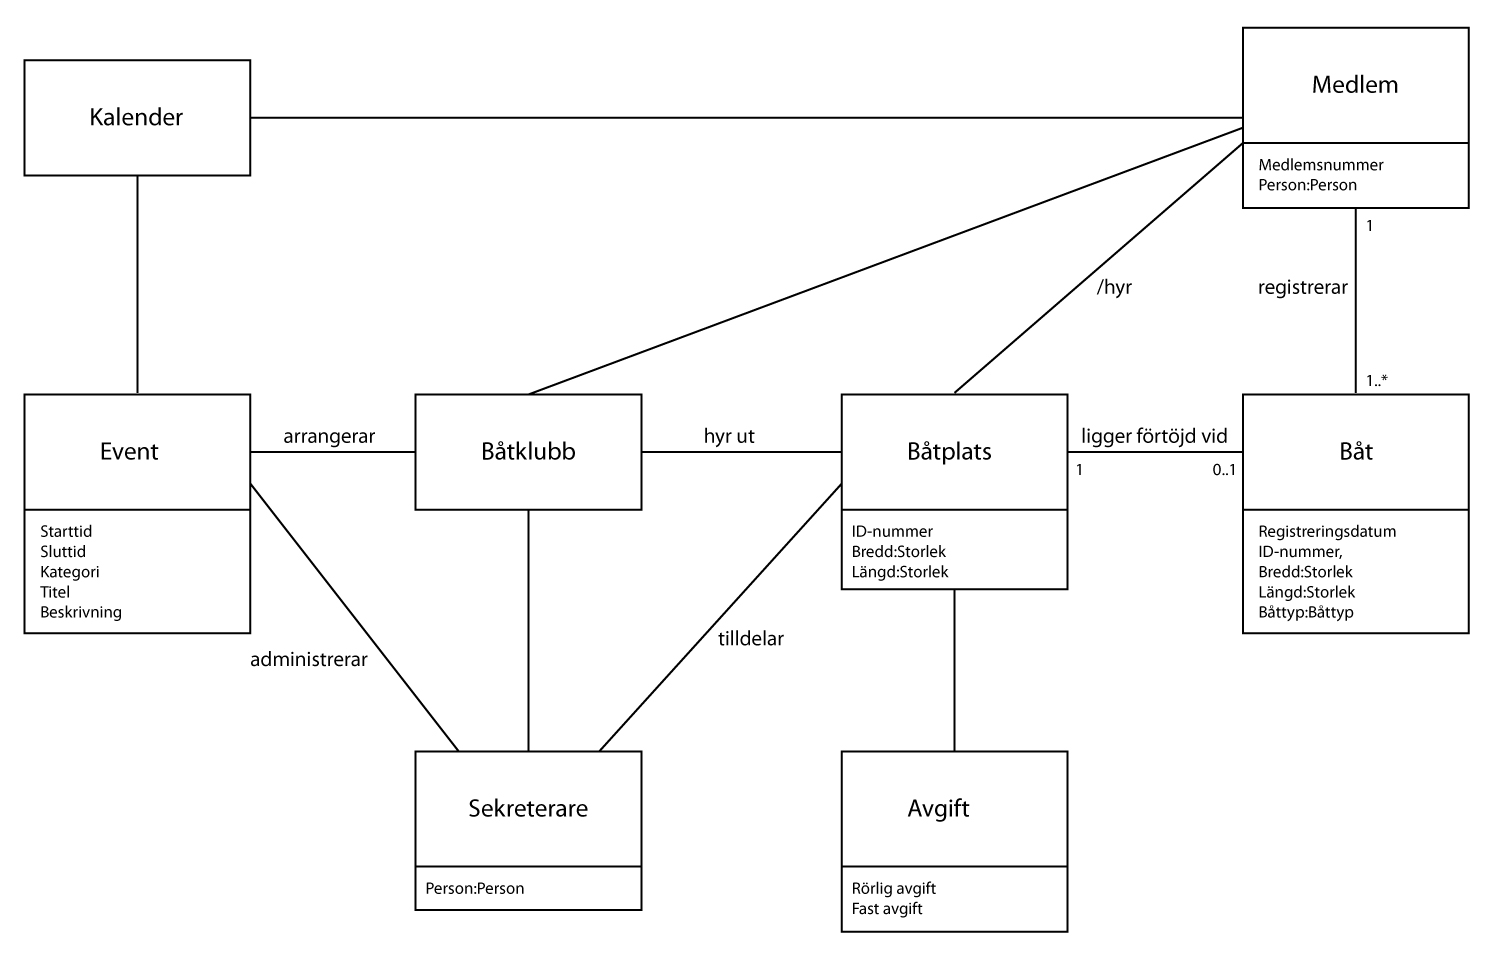 Kalender
Medlem
Medlemsnummer
Person:Person
1
/hyr
registrerar
1..*
Event
Starttid
Sluttid
Kategori
Titel
Beskrivning
arrangerar
Båtklubb
hyr ut
Båtplats
ID-nummer
Bredd:Storlek
Längd:Storlek
ligger förtöjd vid
1
0..1
Båt
Registreringsdatum
ID-nummer,
Bredd:Storlek
Längd:Storlek
Båttyp:Båttyp
administrerar
tilldelar
Sekreterare
Person:Person
Avgift
Rörlig avgift
Fast avgift